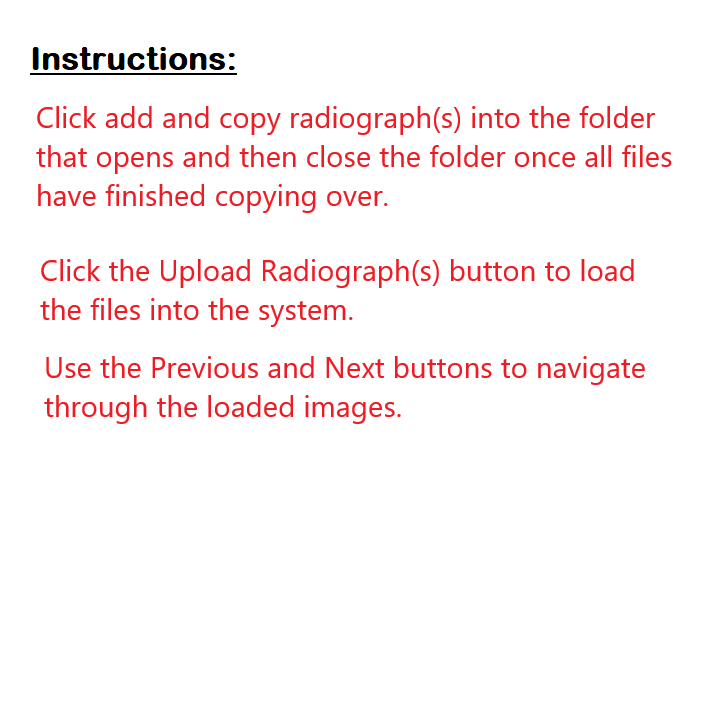 Instructions:
Click add and copy radiograph(s) into the folder
that opens and then close the folder once all files
have finished copying over.
Click the Upload Radiograph(s) button to load
the files into the system.
Use the Previous and Next buttons to navigate
through the loaded images.